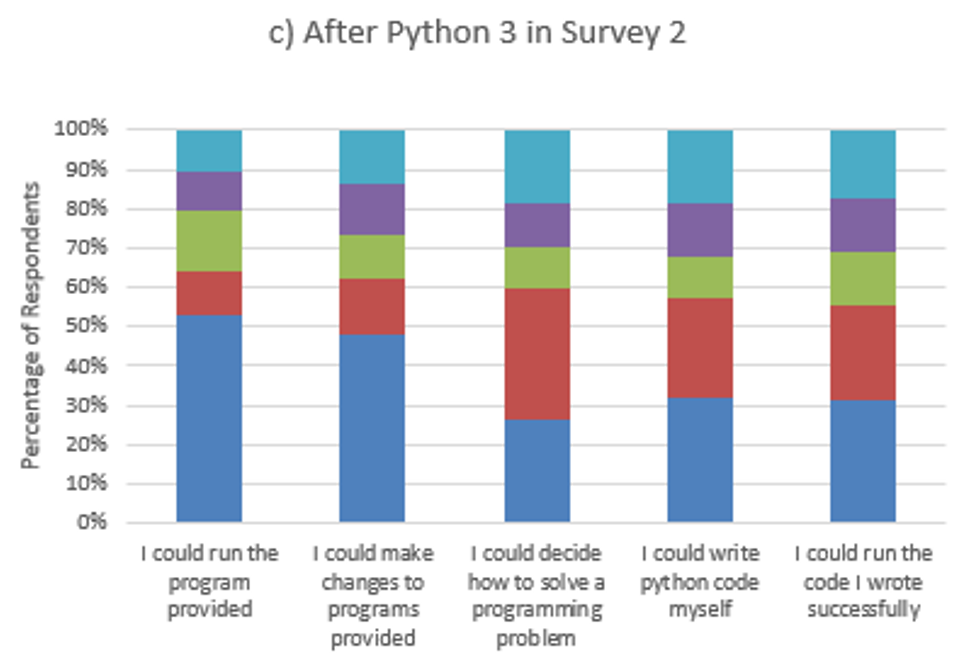 c) After Python 3 in Survey 2
Percentage of Respondents
100%
90%
80%
70%
60%
50%
40%
30%
20%
10%
0%
I could run the
program
provided
I could make
changes to
programs
provided
I could decide
how to solve a
programming
problem
I could write
python code
myself
I could run the
code I wrote
successfully